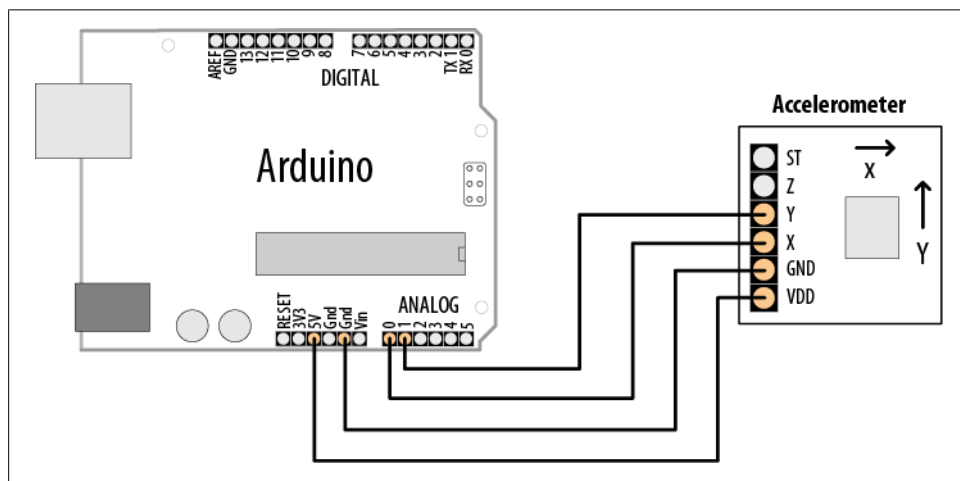 AREF
GND
13
12
11
10
9
8
7
6
5
4
3
2
TX 1
RX 0
DIGITAL
Accelerometer
Arduino
ST
Z
Y
X
GND
VDD
X
Y
ANALOG
RESET
3V3
5V
Gnd
Gnd
Vin
0
1
2
3
4
5